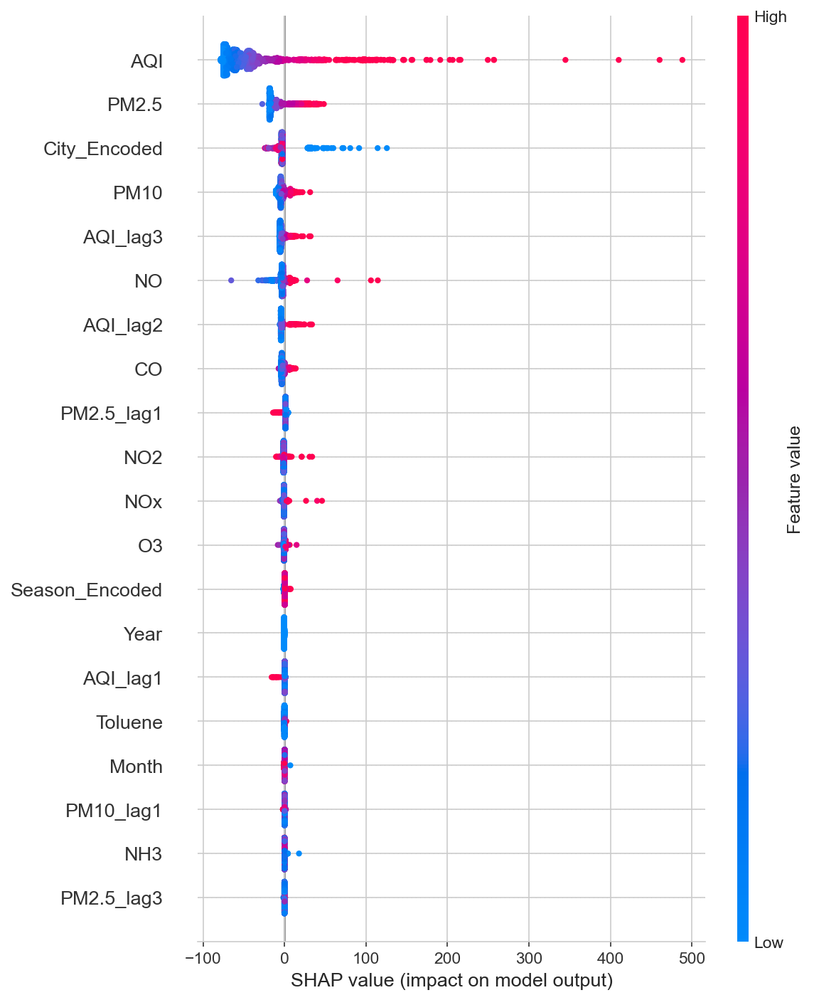 High
AQI
PM2.5
City_Encoded
PM10
AQI_lag3
NO
AQI_lag2
CO
PM2.5_lag1
NO2
NOx
O3
Season_Encoded
Year
AQI_lag1
Toluene
Month
PM10_lag1
NH3
PM2.5_lag3
Feature value
Low
−100 0 100 200 300 400 500
SHAP value (impact on model output)